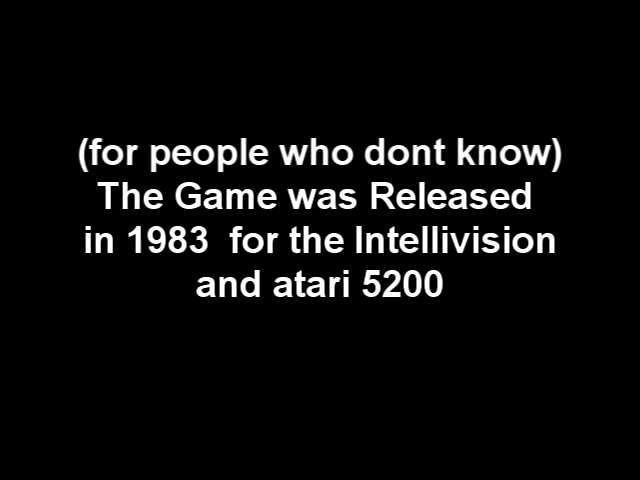 (for people who dont know)
The Game was Released
in 1983  for the Intellivision
and atari 5200